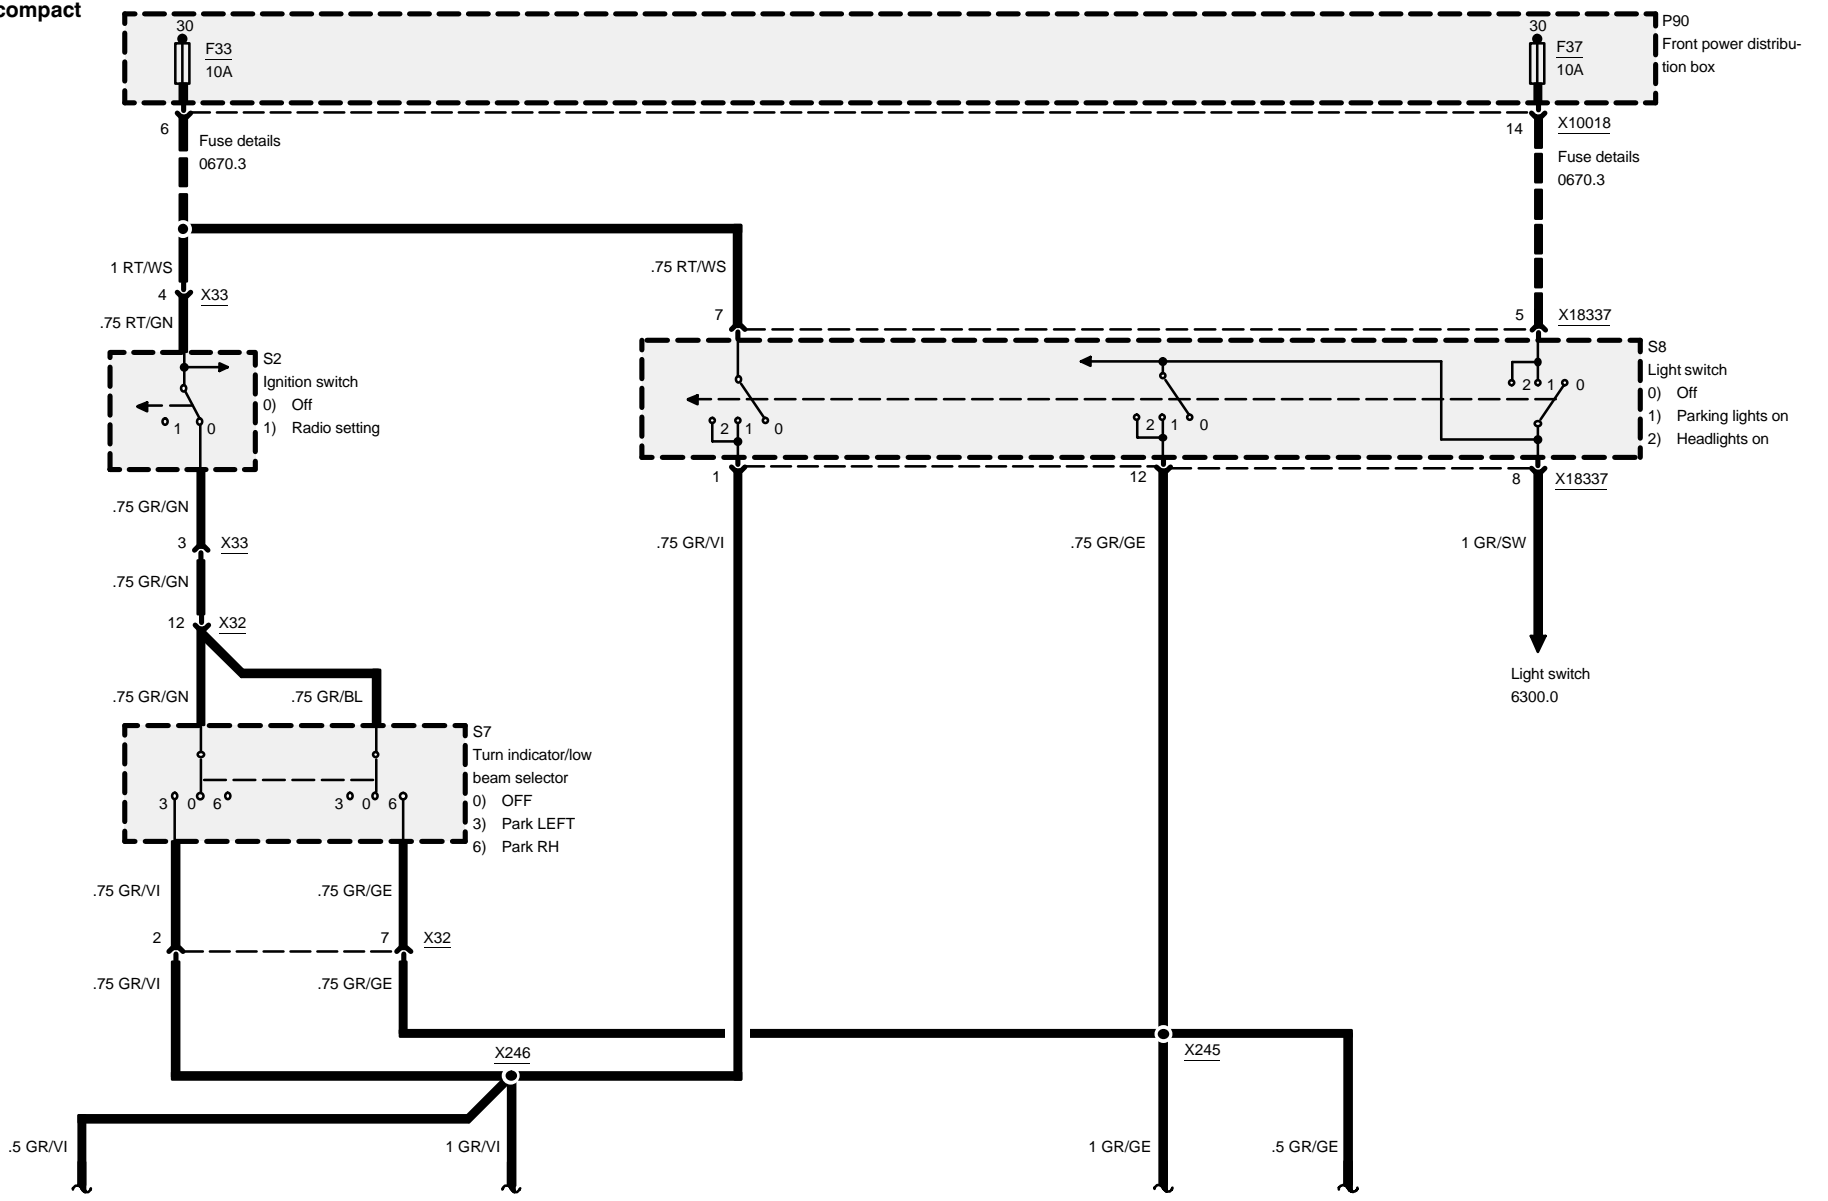 compact
30
F33
10A
30
F37
10A
P90
Front power distribu-
tion box
6
Fuse details
0670.3
14
X10018
Fuse details
0670.3
1 RT/WS
.75 RT/WS
4
X33
.75 RT/GN
7
5
X18337
S2
Ignition switch
0) Off
1) Radio setting
1
0
S8
Light switch
0) Off
1) Parking lights on
2) Headlights on
2 1 0
2 1 0
2 1 0
1
12
8
X18337
.75 GR/GN
3
X33
.75 GR/VI
.75 GR/GE
1 GR/SW
.75 GR/GN
12
X32
Light switch
6300.0
.75 GR/GN
.75 GR/BL
S7
Turn indicator/low
beam selector
0) OFF
3) Park LEFT
6) Park RH
3 0 6
3 0 6
.75 GR/VI
.75 GR/GE
2
7
X32
.75 GR/VI
.75 GR/GE
X246
X245
.5 GR/VI
1 GR/VI
1 GR/GE
.5 GR/GE